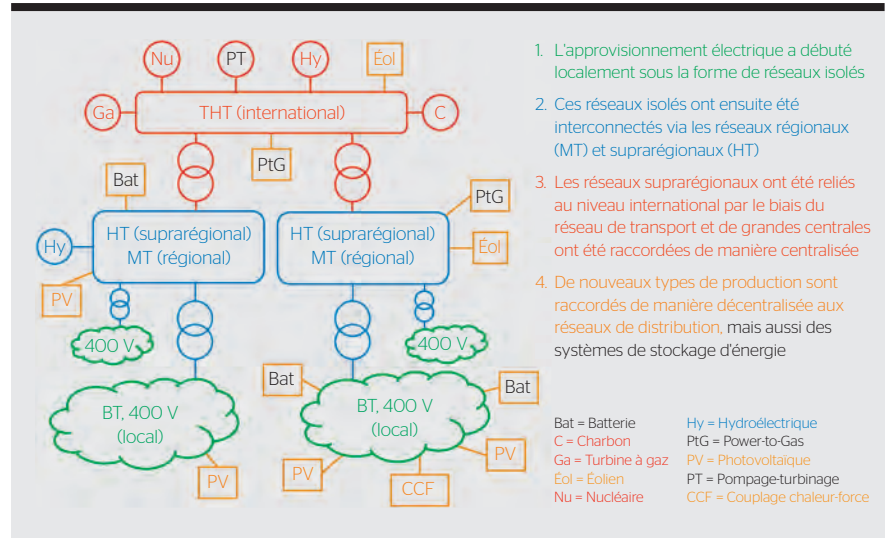 Nu
PT
Hy
Éol
Ga
THT (international)
C
PtG
Bat
PtG
Hy
HT (suprarégional)
MT (régional)
HT (suprarégional)
MT (régional)
Éol
PV
400 V
400 V
Bat
Bat
BT, 400 V
(local)
BT, 400 V
(local)
PV
PV
CCF
PV
1. L'approvisionnement électrique a débuté
localement sous la forme de réseaux isolés
2. Ces réseaux isolés ont ensuite été
interconnectés via les réseaux régionaux
(MT) et suprarégionaux (HT)
3. Les réseaux suprarégionaux ont été reliés
au niveau international par le biais du
réseau de transport et de grandes centrales
ont été raccordées de manière centralisée
4. De nouveaux types de production sont
raccordés de manière décentralisée aux
réseaux de distribution, mais aussi des
systèmes de stockage d'énergie
Bat = Batterie
C = Charbon
Ga = Turbine à gaz
Éol = Éolien
Nu = Nucléaire
Hy = Hydroélectrique
PtG = Power-to-Gas
PV = Photovoltaïque
PT = Pompage-turbinage
CCF = Couplage chaleur-force